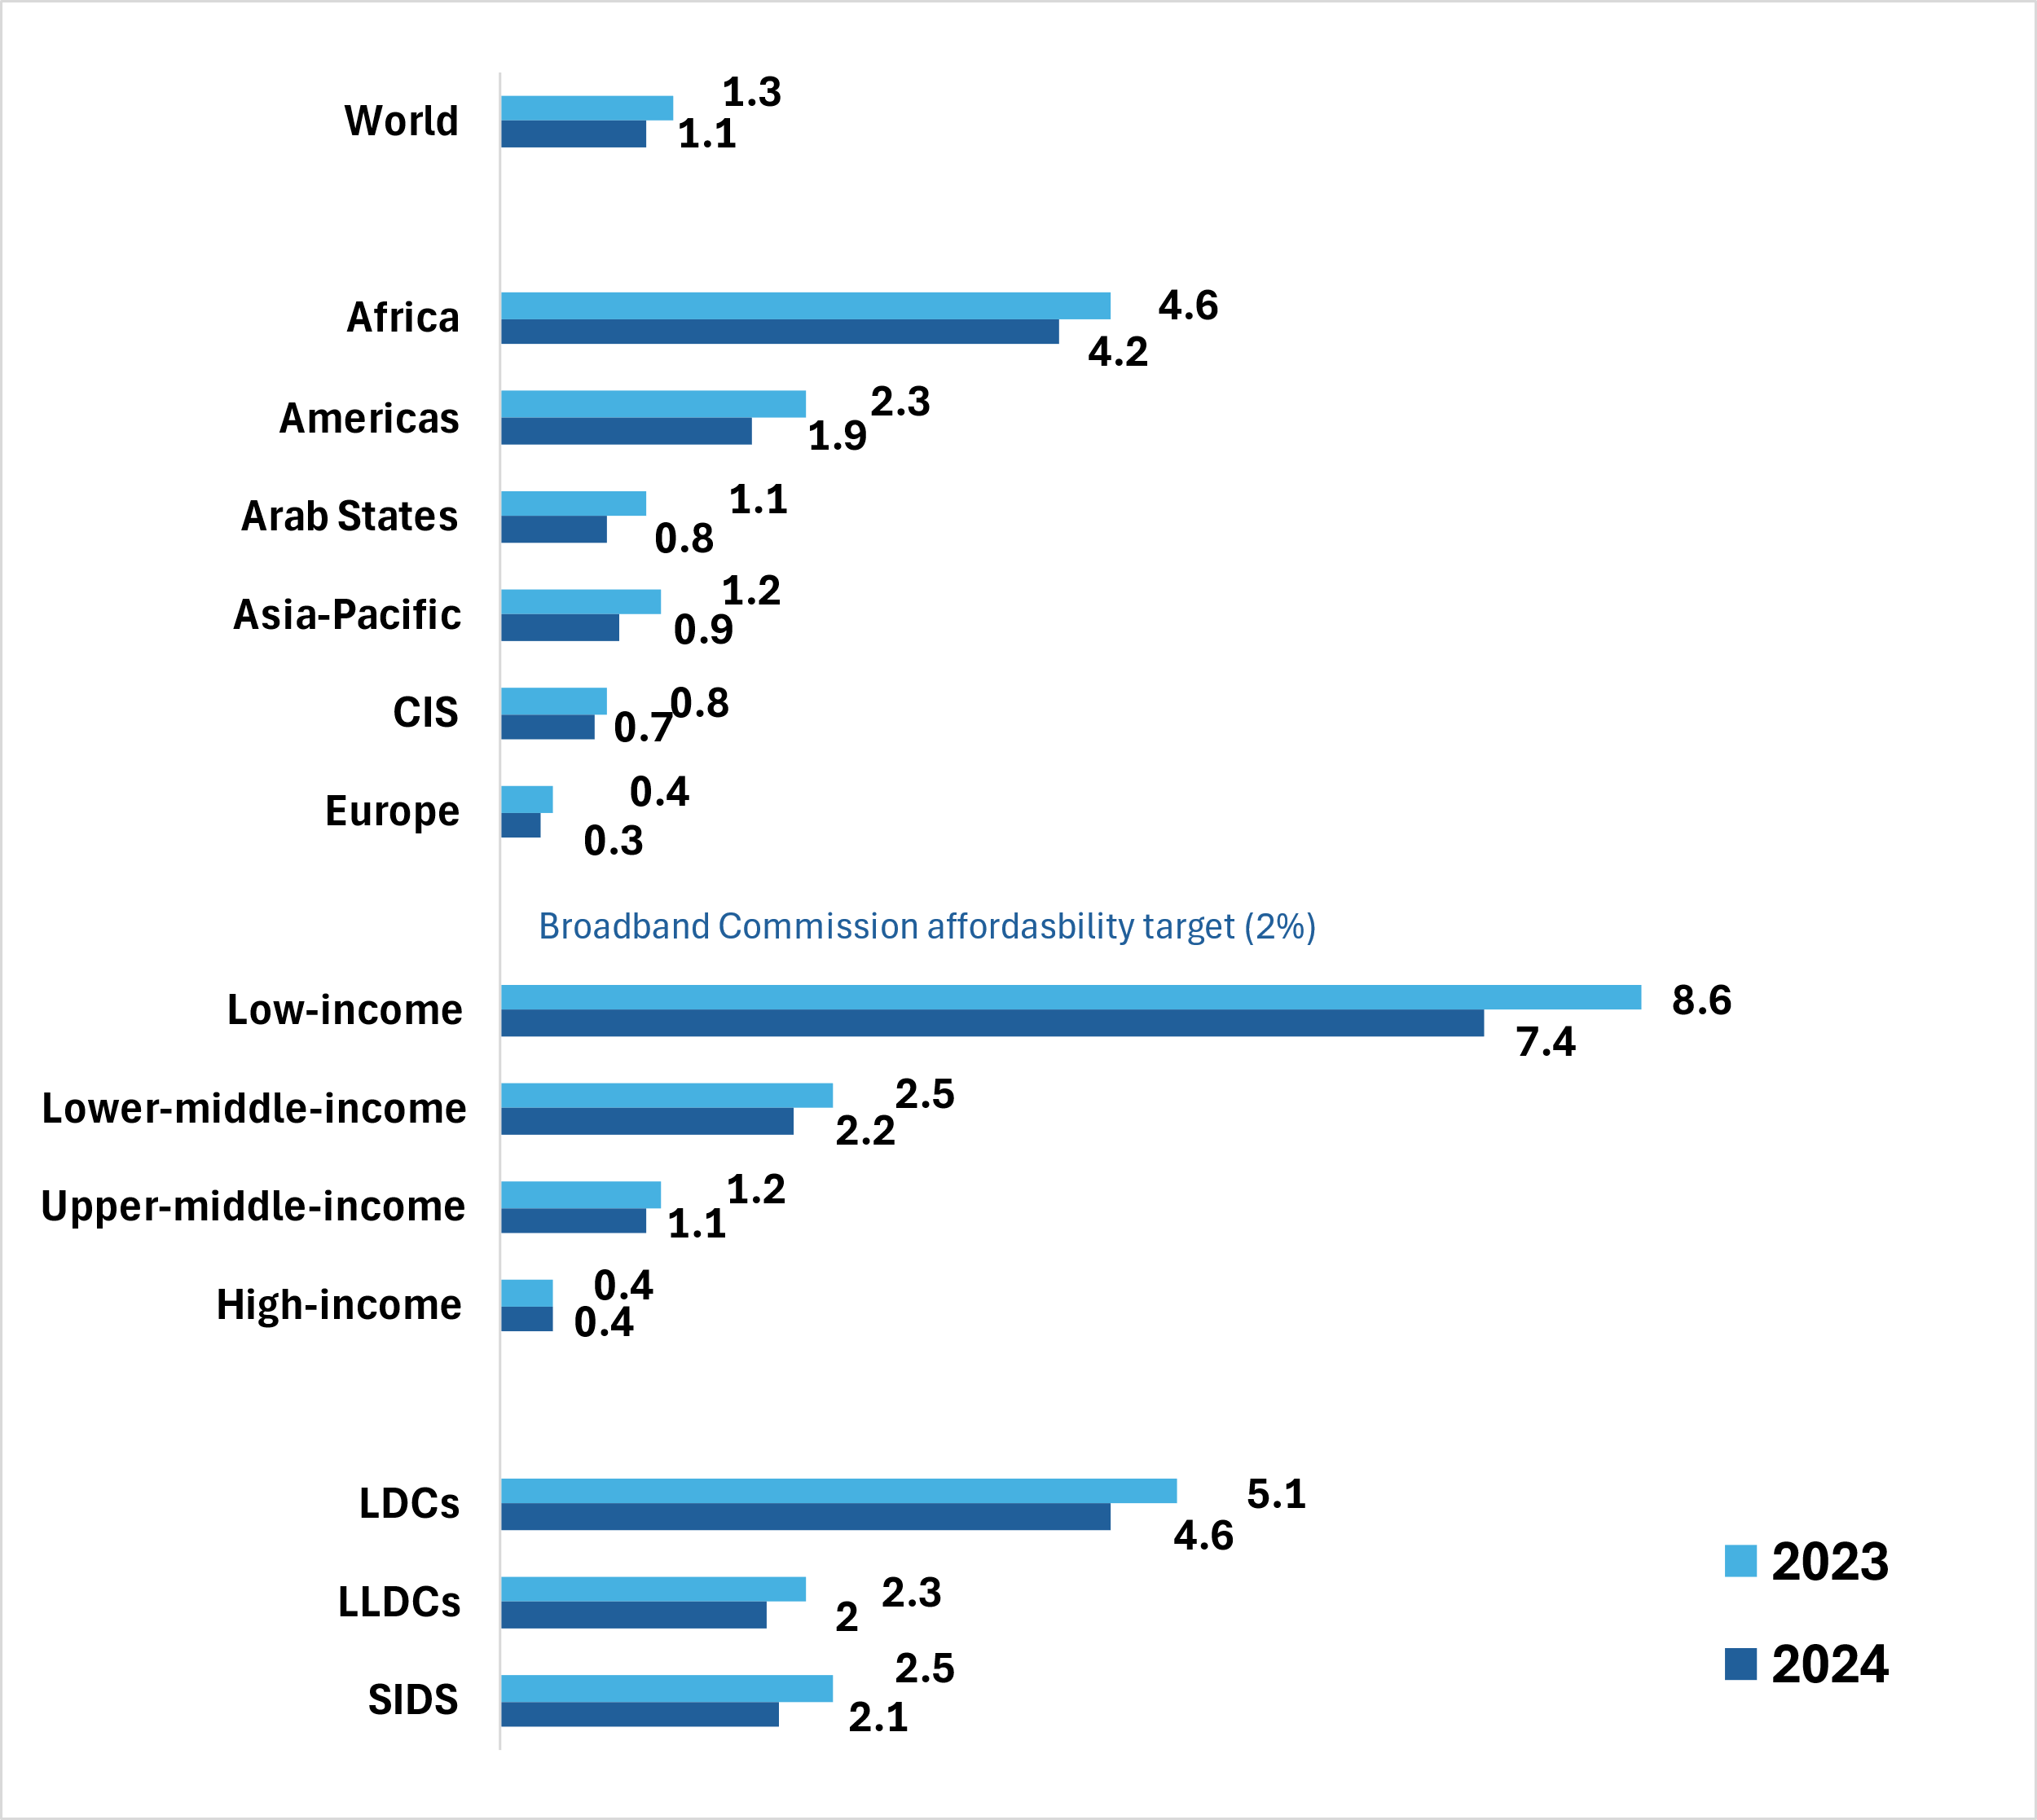 World
1.3
1.1
Africa
4.6
4.2
Americas
2.3
1.9
Arab States
1.1
0.8
Asia-Pacific
1.2
0.9
CIS
0.8
0.7
Europe
0.4
0.3
Broadband Commission affordasbility target (2%)
Low-income
8.6
7.4
Lower-middle-income
2.5
2.2
Upper-middle-income
1.2
1.1
High-income
0.4
0.4
LDCs
5.1
4.6
LLDCs
2.3
2
SIDS
2.5
2.1
2023
2024